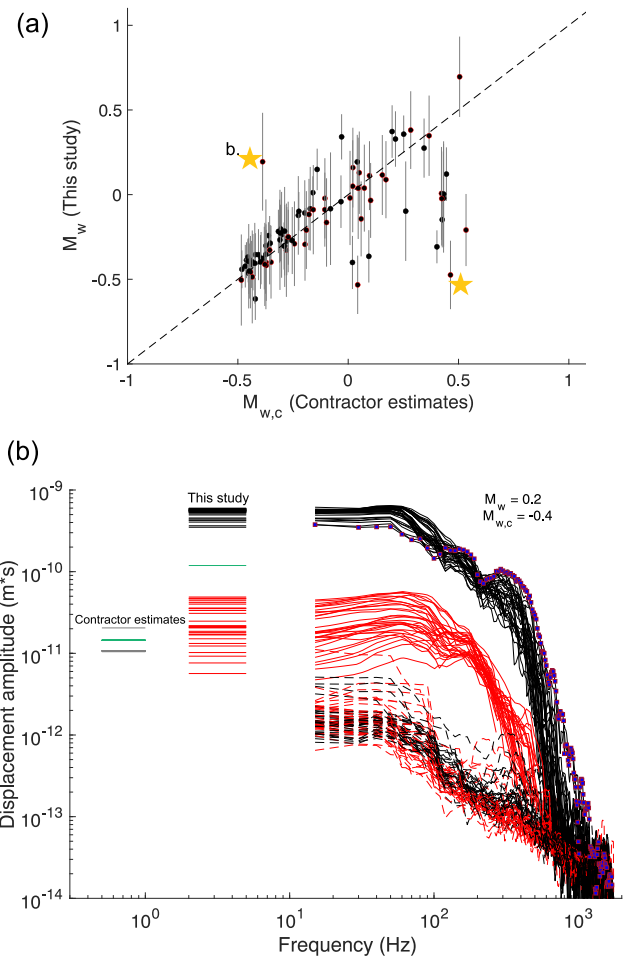 (a)
1
0.5
0
-0.5
-1
M_w (This study)
b.
-1
-0.5
0
0.5
1
M_w,c (Contractor estimates)
(b)
10^-9
10^-10
10^-11
10^-12
10^-13
10^-14
Displacement amplitude (m*s)
This study
M_w = 0.2
M_w,c = -0.4
Contractor estimates
10^0
10^1
10^2
10^3
Frequency (Hz)